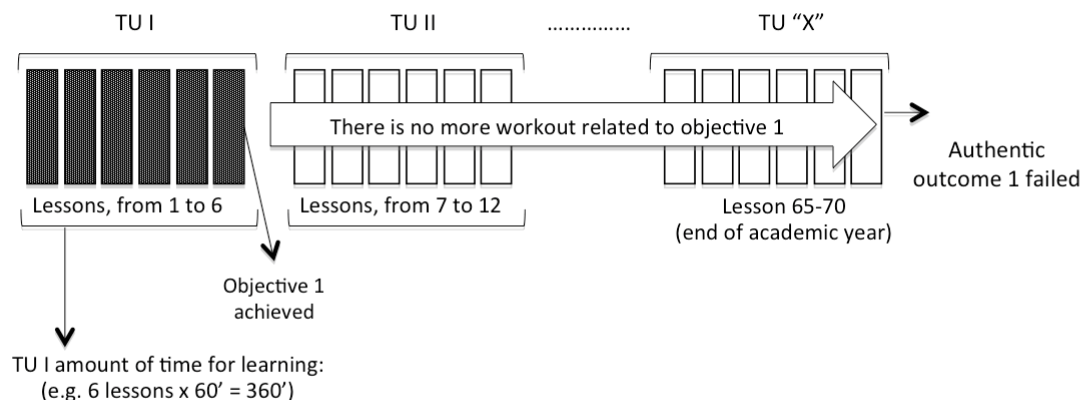 TU I
TU II
...............
TU “X”
There is no more workout related to objective 1
Authentic
outcome 1 failed
Lessons, from 1 to 6
Lessons, from 7 to 12
Lesson 65-70
(end of academic year)
Objective 1
achieved
TU I amount of time for learning:
(e.g. 6 lessons x 60’ = 360’)